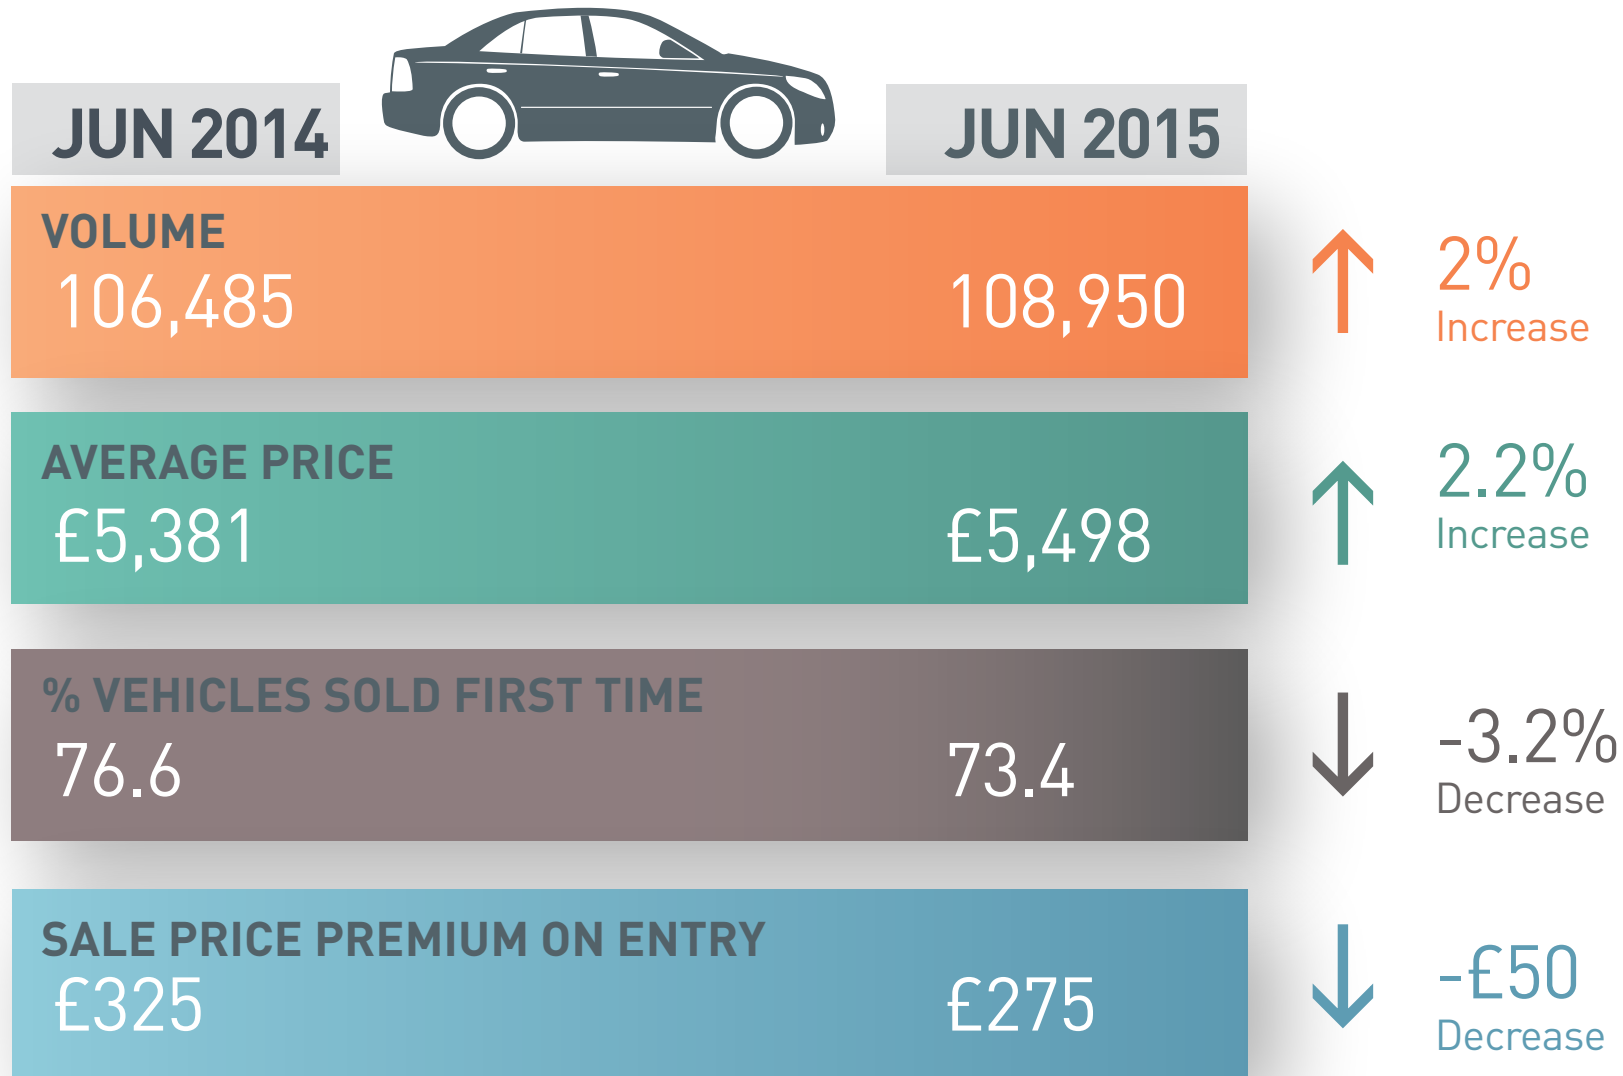 JUN 2014 JUN 2015
VOLUME
106,485 108,950
2%
Increase
AVERAGE PRICE
£5,381 £5,498
2.2%
Increase
% VEHICLES SOLD FIRST TIME
76.6 73.4
-3.2%
Decrease
SALE PRICE PREMIUM ON ENTRY
£325 £275
-£50
Decrease